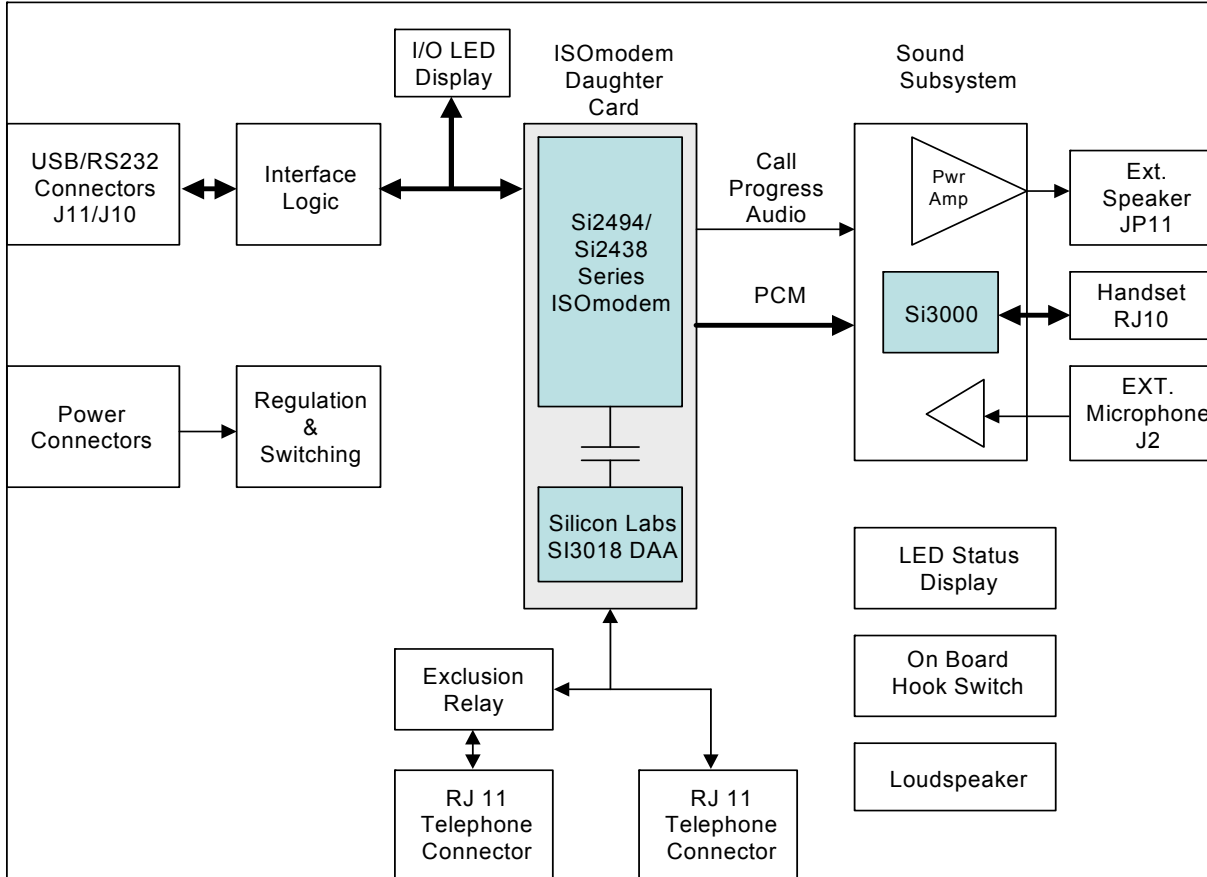 I/O LED
Display
ISOmodem
Daughter
Card
Sound
Subsystem
USB/RS232
Connectors
J11/J10
Interface
Logic
Si2494/
Si2438
Series
ISOmodem
Call
Progress
Audio
Pwr
Amp
Ext.
Speaker
JP11
PCM
Si3000
Handset
RJ10
Power
Connectors
Regulation
&
Switching
EXT.
Microphone
J2
Silicon Labs
SI3018 DAA
LED Status
Display
Exclusion
Relay
On Board
Hook Switch
RJ 11
Telephone
Connector
RJ 11
Telephone
Connector
Loudspeaker